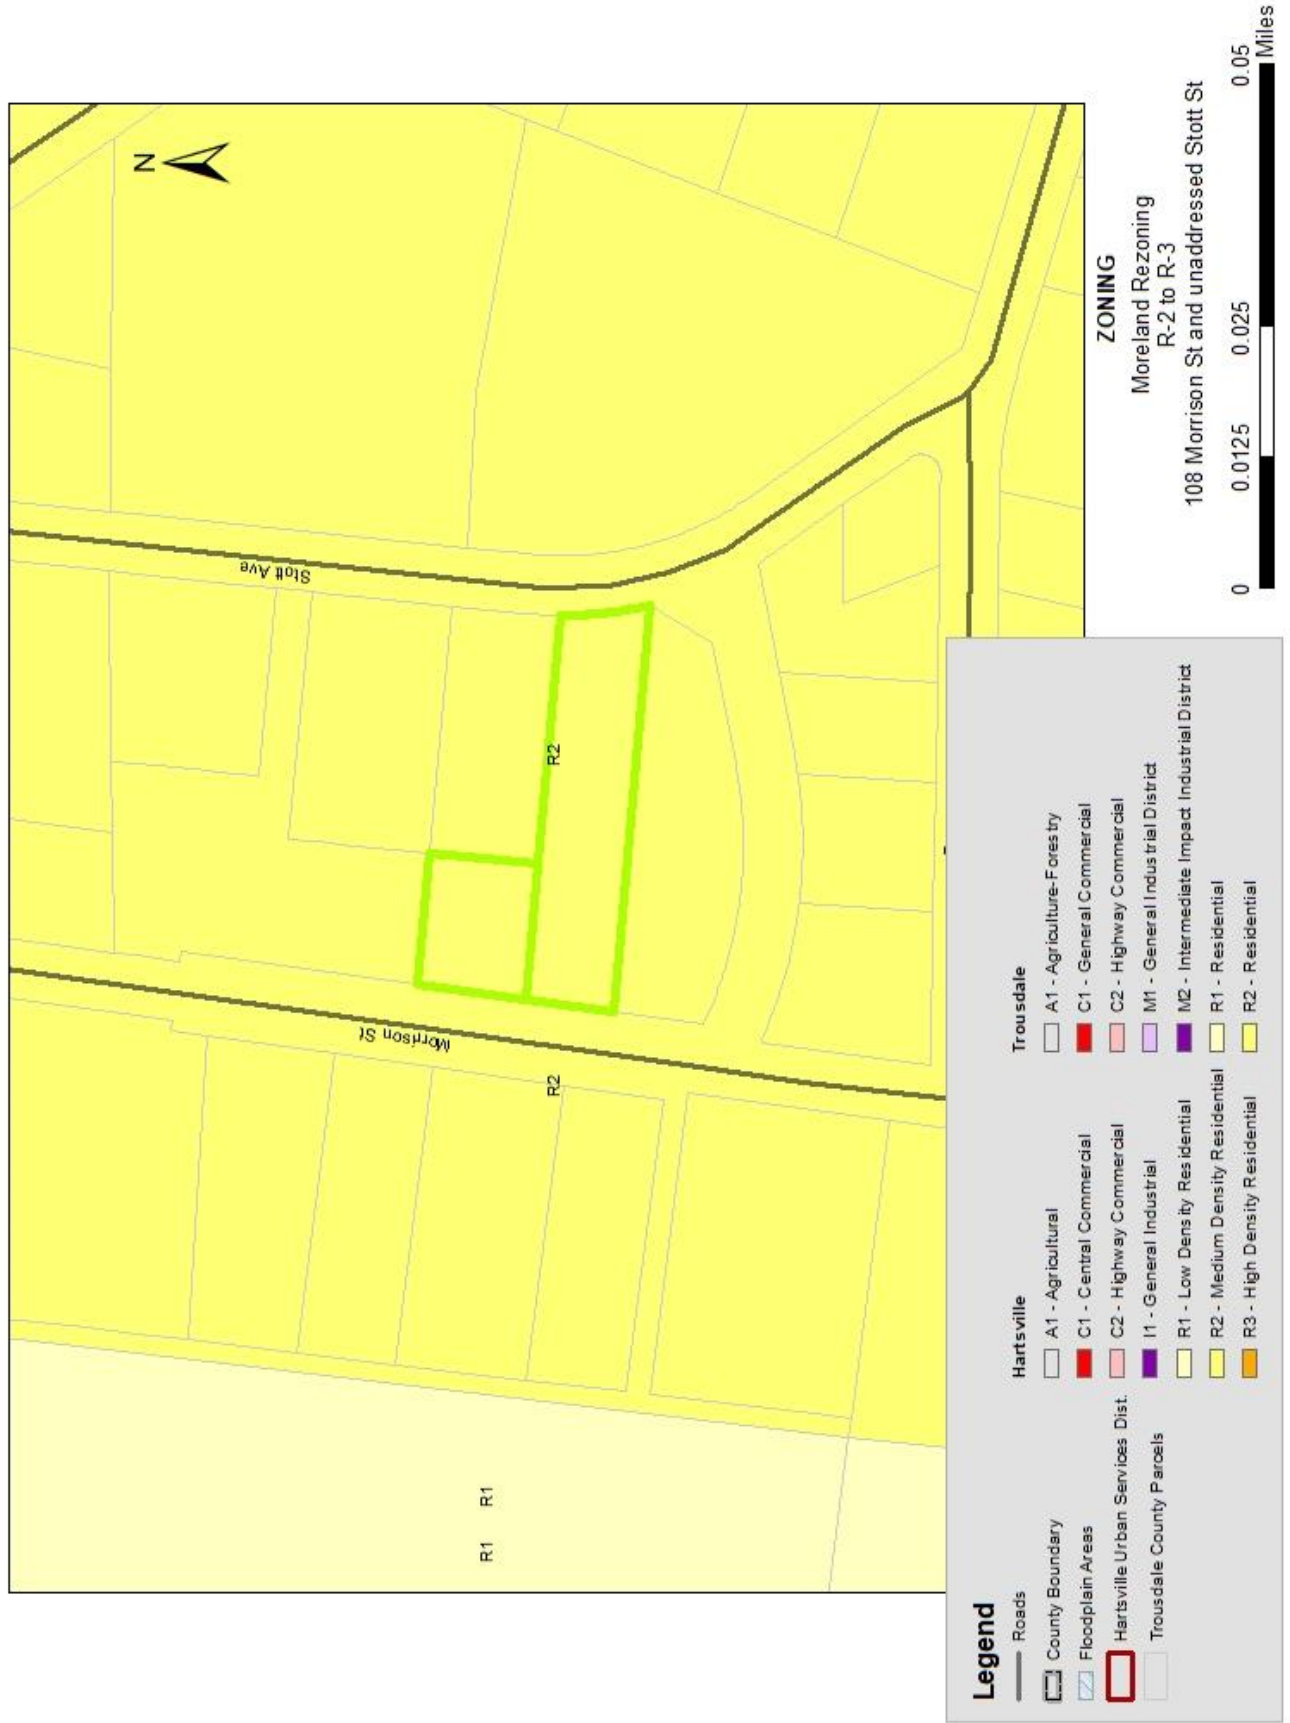 N
Stott Ave
Morrison St
R2
R2
R1
R1
ZONING
Moreland Rezoning
R-2 to R-3
108 Morrison St and unaddressed Stott St
0
0.0125
0.025
0.05
Miles
Legend
Roads
County Boundary
Floodplain Areas
Hartsville Urban Services Dist.
Trousdale County Parcels
Hartsville
A1 - Agricultural
C1 - Central Commercial
C2 - Highway Commercial
I1 - General Industrial
R1 - Low Density Residential
R2 - Medium Density Residential
R3 - High Density Residential
Trousdale
A1 - Agriculture-Forestry
C1 - General Commercial
C2 - Highway Commercial
M1 - General Industrial District
M2 - Intermediate Impact Industrial District
R1 - Residential
R2 - Residential